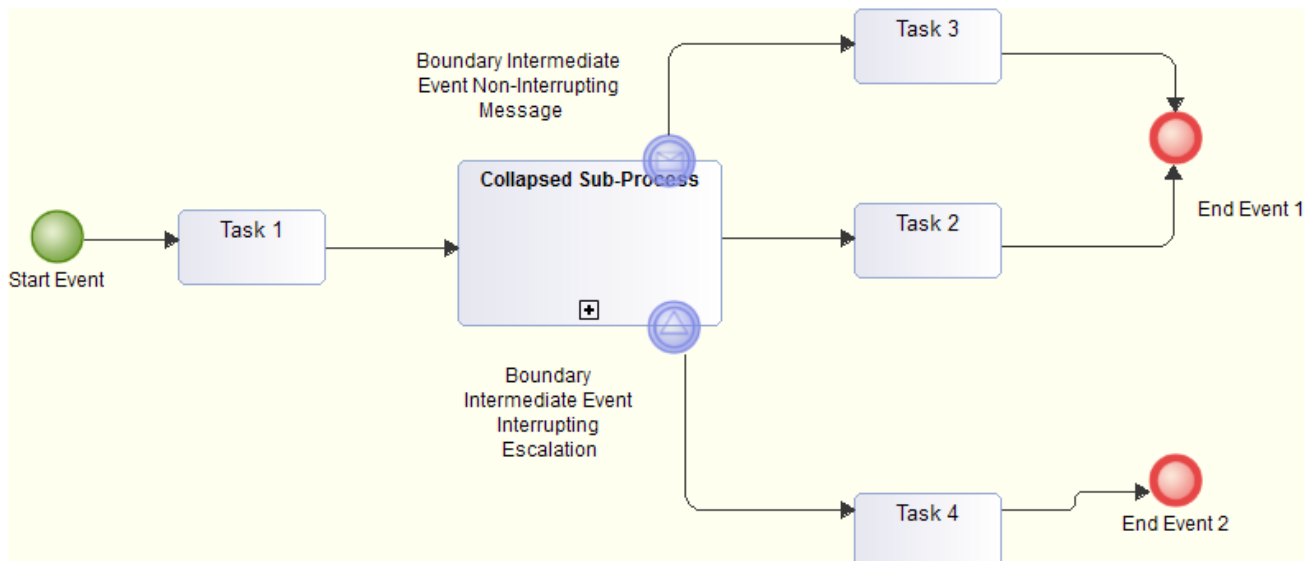 Task 3
Boundary Intermediate
Event Non-Interrupting
Message
Collapsed Sub-Process
Task 1
Task 2
End Event 1
Start Event
Boundary
Intermediate Event
Interrupting
Escalation
Task 4
End Event 2